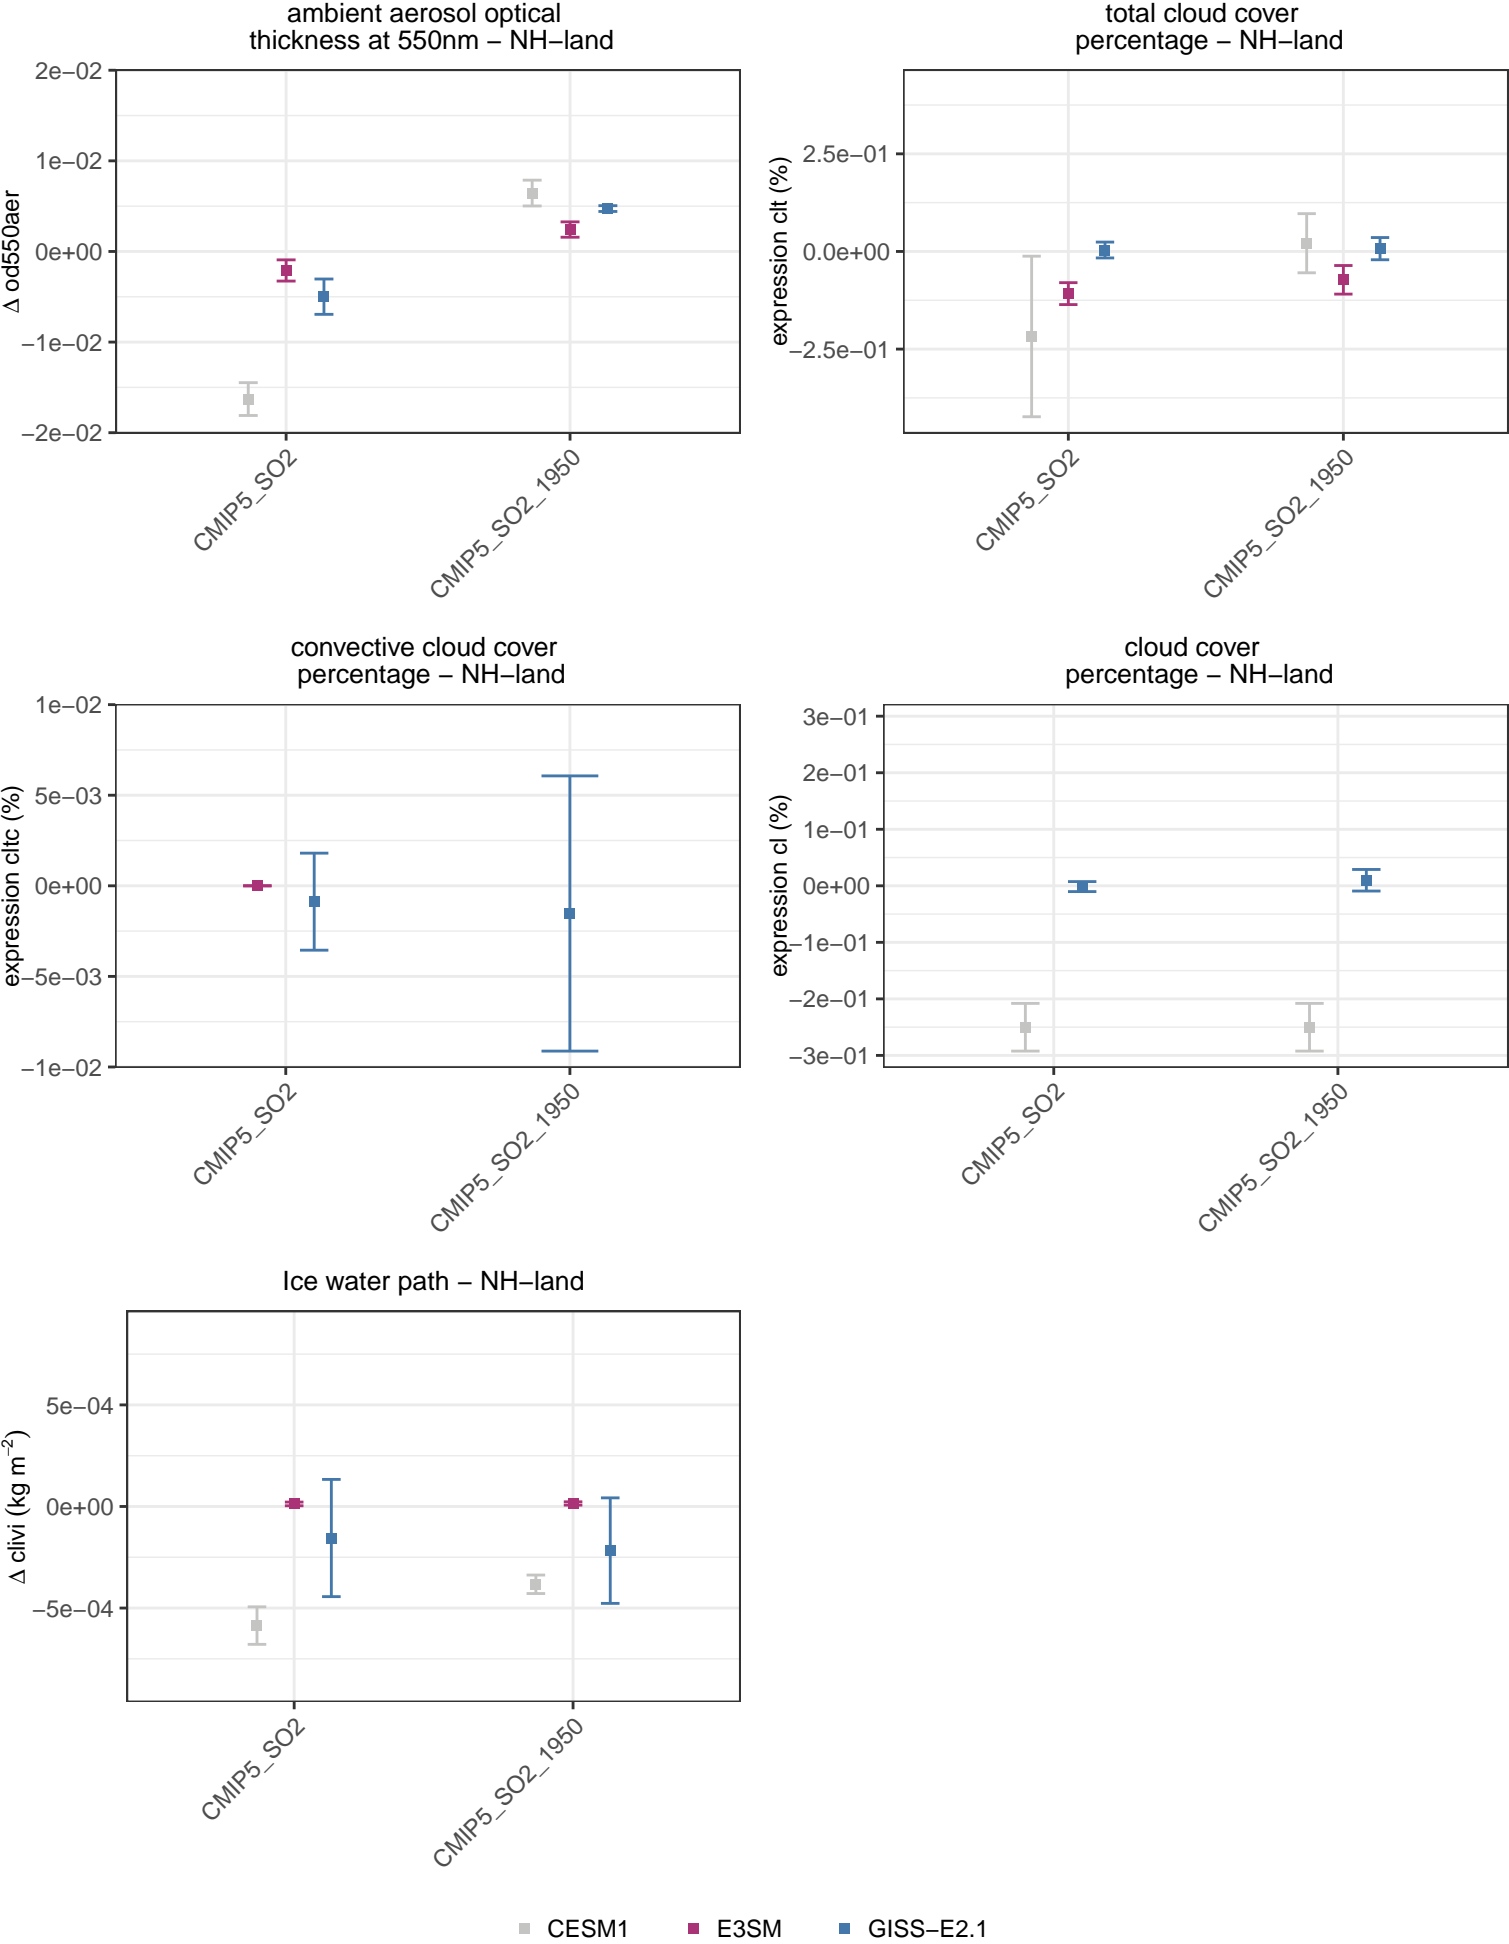 ambient aerosol optical
thickness at 550nm − NH−land
2e−02
1e−02
0e+00
−1e−02
−2e−02
Δ od550aer
CMIP5_SO2
CMIP5_SO2_1950
total cloud cover
percentage − NH−land
2.5e−01
0.0e+00
−2.5e−01
expression clt (%)
CMIP5_SO2
CMIP5_SO2_1950
convective cloud cover
percentage − NH−land
1e−02
5e−03
0e+00
−5e−03
−1e−02
expression cltc (%)
CMIP5_SO2
CMIP5_SO2_1950
cloud cover
percentage − NH−land
3e−01
2e−01
1e−01
0e+00
−1e−01
−2e−01
−3e−01
expression cl (%)
CMIP5_SO2
CMIP5_SO2_1950
Ice water path − NH−land
5e−04
0e+00
−5e−04
Δ clivi (kg m⁻²)
CMIP5_SO2
CMIP5_SO2_1950
CESM1 E3SM GISS−E2.1